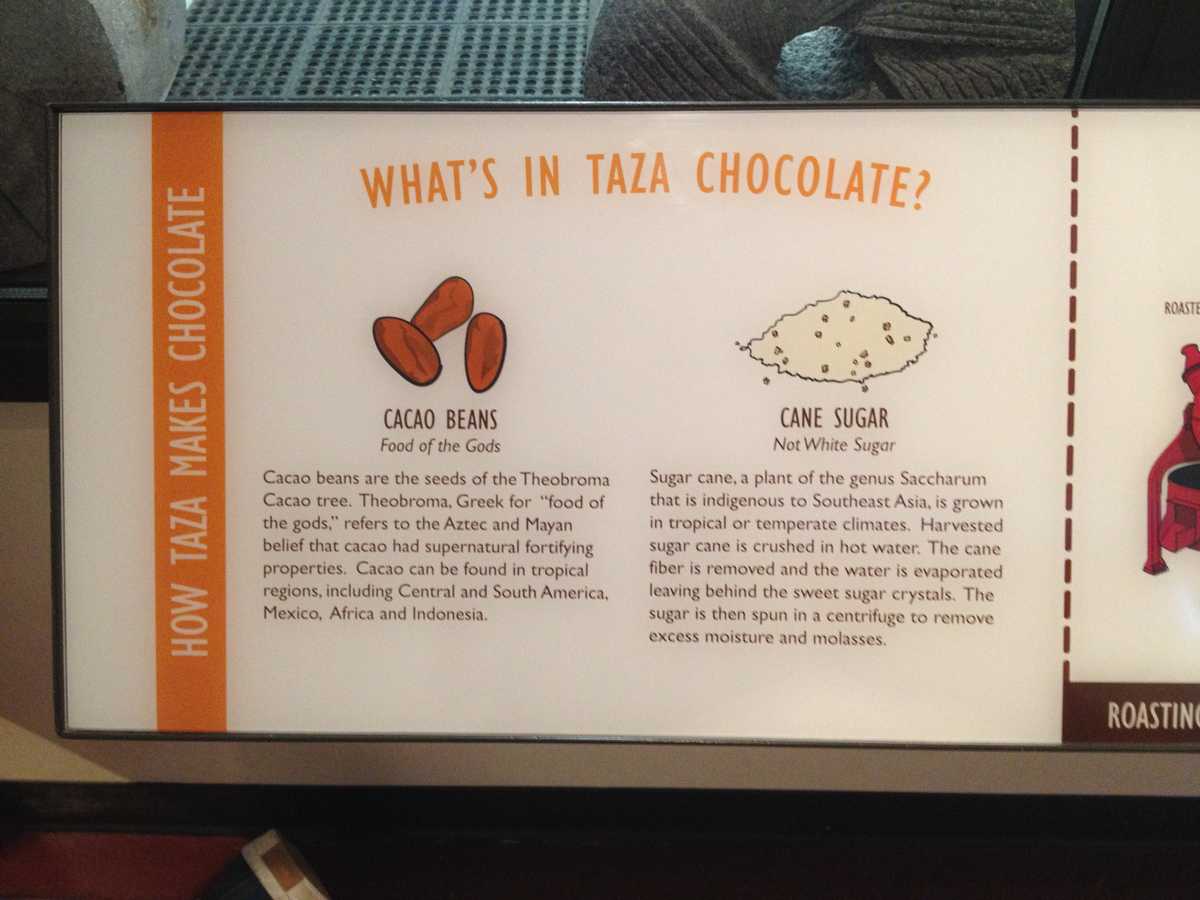 HOW TAZA MAKES CHOCOLATE
WHAT'S IN TAZA CHOCOLATE?
CACAO BEANS
Food of the Gods
Cacao beans are the seeds of the Theobroma
Cacao tree. Theobroma, Greek for "food of
the gods," refers to the Aztec and Mayan
belief that cacao had supernatural fortifying
properties. Cacao can be found in tropical
regions, including Central and South America,
Mexico, Africa and Indonesia.
CANE SUGAR
Not White Sugar
Sugar cane, a plant of the genus Saccharum
that is indigenous to Southeast Asia, is grown
in tropical or temperate climates. Harvested
sugar cane is crushed in hot water. The cane
fiber is removed and the water is evaporated
leaving behind the sweet sugar crystals. The
sugar is then spun in a centrifuge to remove
excess moisture and molasses.
ROASTE
ROASTING